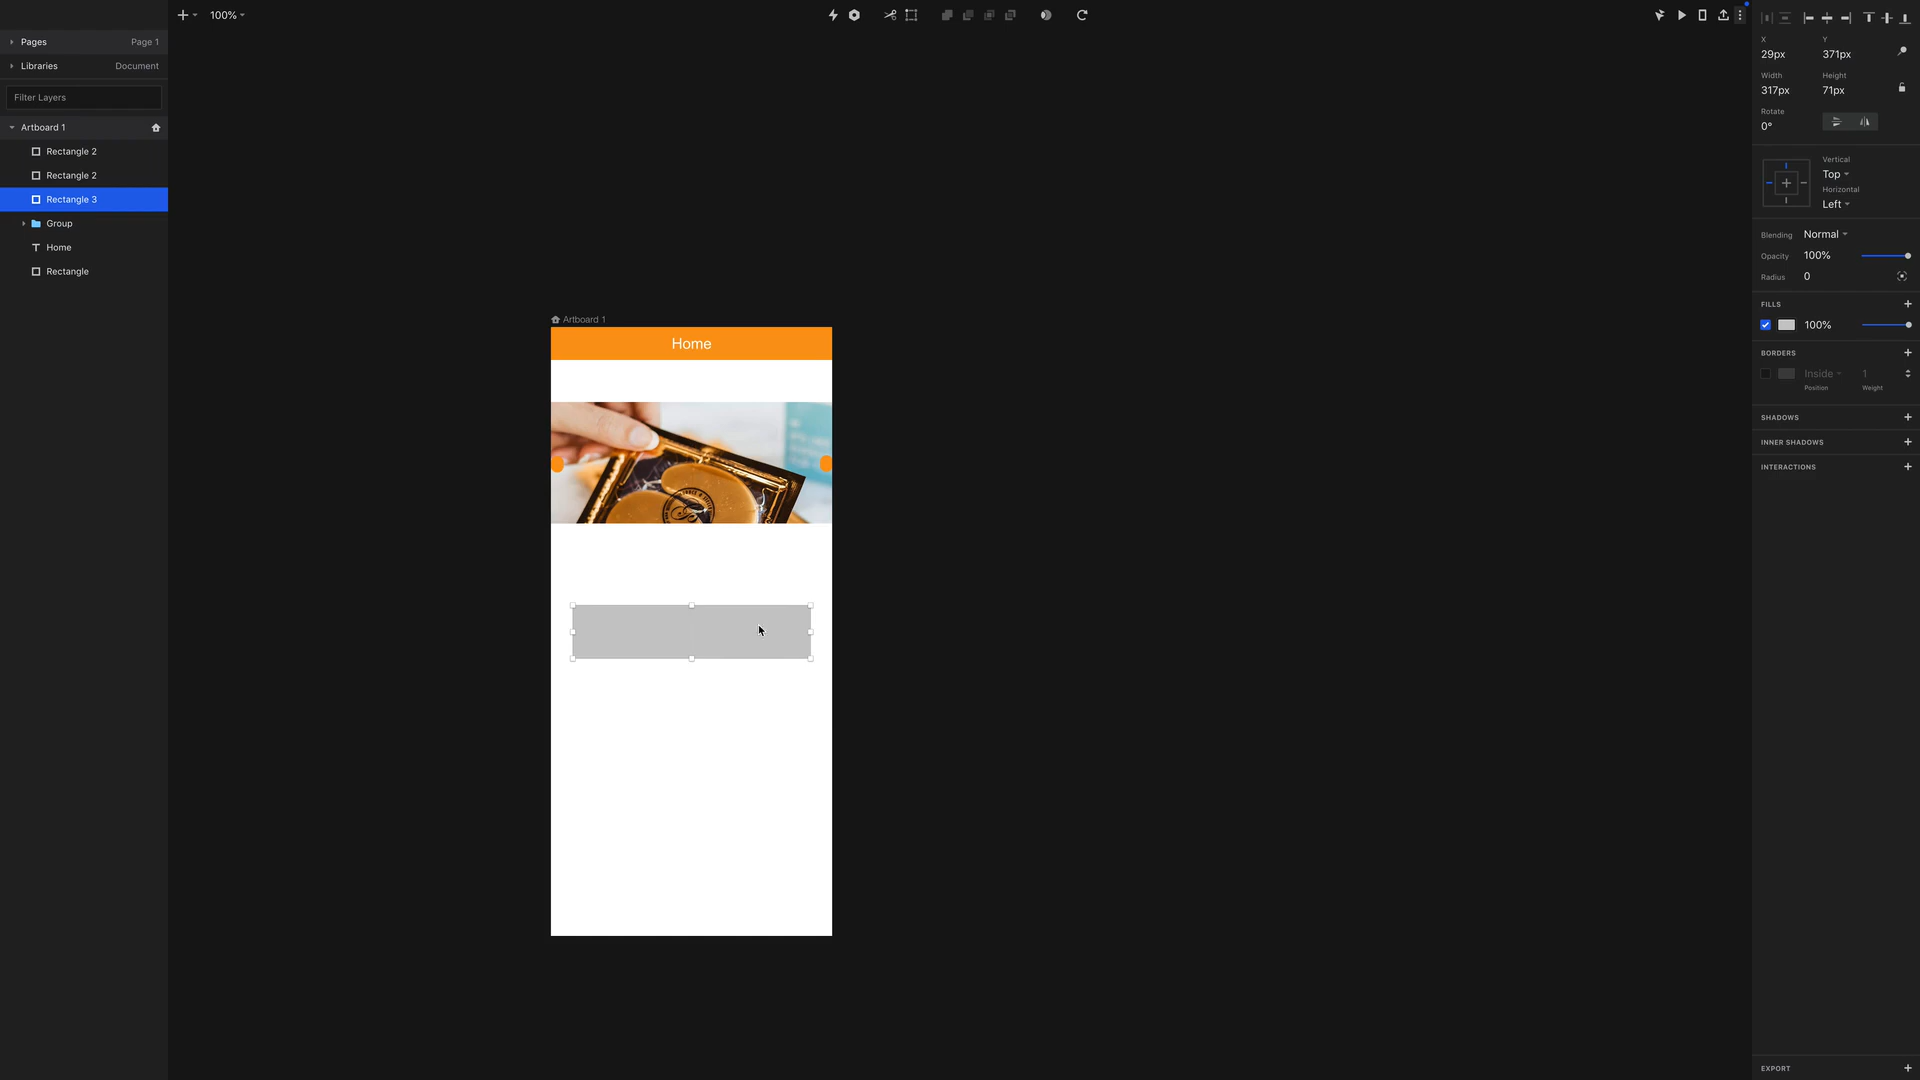 100%
Pages Page 1
Libraries Document
Filter Layers
Artboard 1
Rectangle 2
Rectangle 2
Rectangle 3
Group
Home
Rectangle
Artboard 1
Home
X Y
29px 371px
Width Height
317px 71px
Rotate
0°
Vertical
Top
Horizontal
Left
Blending Normal
Opacity 100%
Radius 0
FILLS
100%
BORDERS
Inside 1
Position Weight
SHADOWS
INNER SHADOWS
INTERACTIONS
EXPORT